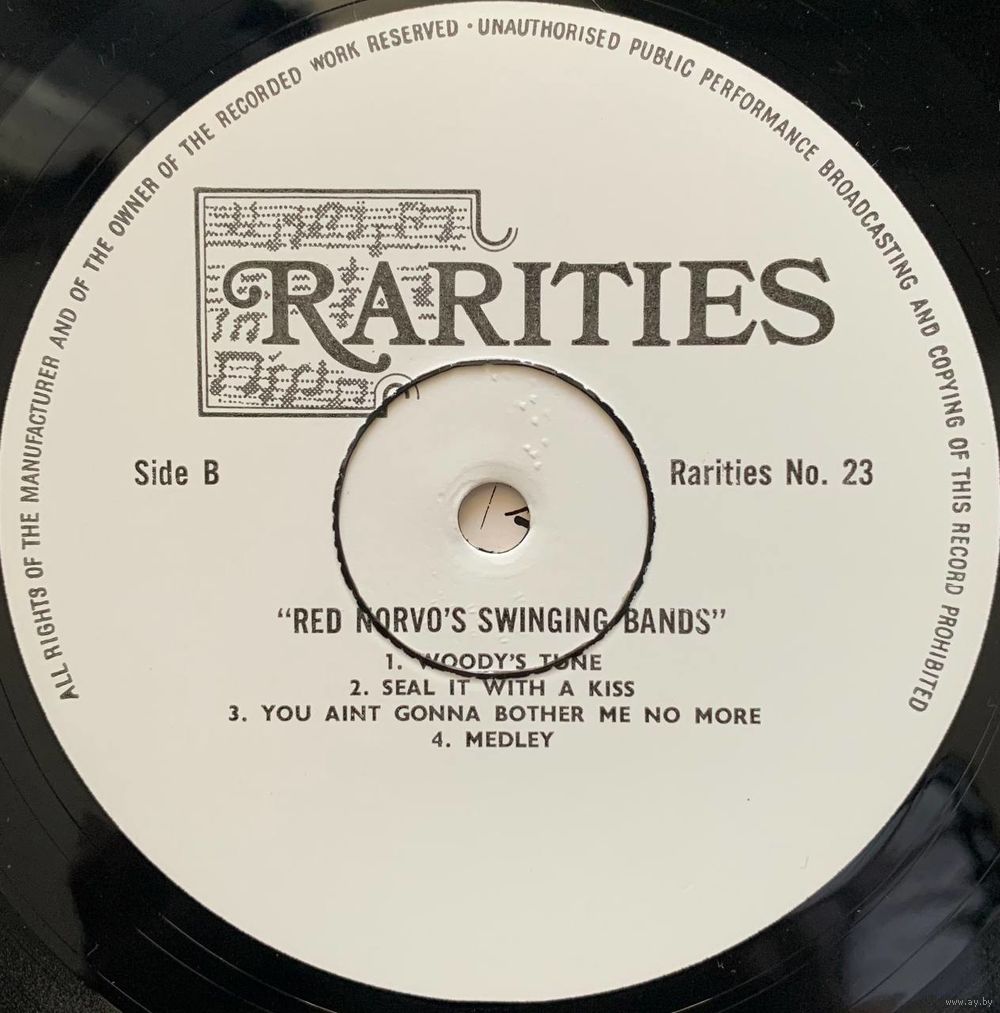 ALL RIGHTS OF THE MANUFACTURER AND OF THE OWNER OF THE RECORDED WORK RESERVED · UNAUTHORISED PUBLIC PERFORMANCE BROADCASTING AND COPYING OF THIS RECORD PROHIBITED
RARITIES
Side B
Rarities No. 23
“RED NORVO'S SWINGING BANDS”
1. WOODY'S TUNE
2. SEAL IT WITH A KISS
3. YOU AINT GONNA BOTHER ME NO MORE
4. MEDLEY
www.ay.by